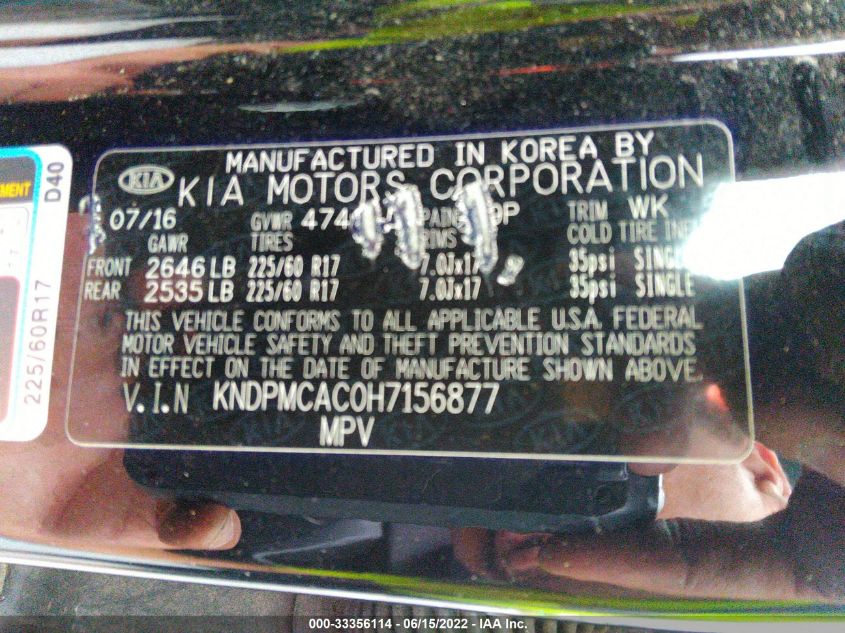 MANUFACTURED IN KOREA BY
KIA KIA MOTORS CORPORATION
07/16 GVWR TRIM WK
GAWR TIRES RIMS COLD TIRE INF
FRONT 2646 LB 225/60 R17 7.0Jx17 35psi SINGLE
REAR 2535 LB 225/60 R17 7.0Jx17 35psi SINGLE
THIS VEHICLE CONFORMS TO ALL APPLICABLE U.S.A. FEDERAL
MOTOR VEHICLE SAFETY AND THEFT PREVENTION STANDARDS
IN EFFECT ON THE DATE OF MANUFACTURE SHOWN ABOVE.
V.I.N KNDPMCAC0H7156877
MPV
D40
225/60R17
000-33356114 - 06/15/2022 - IAA Inc.